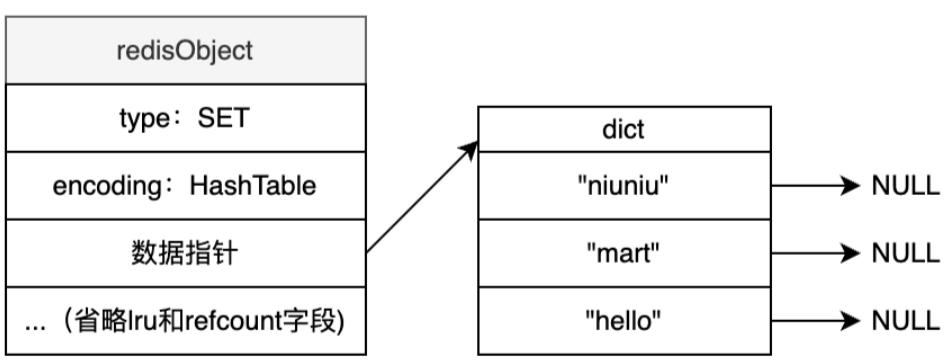 redisObject
type：SET
encoding：HashTable
数据指针
...（省略lru和refcount字段)
dict
"niuniu"
NULL
"mart"
NULL
"hello"
NULL